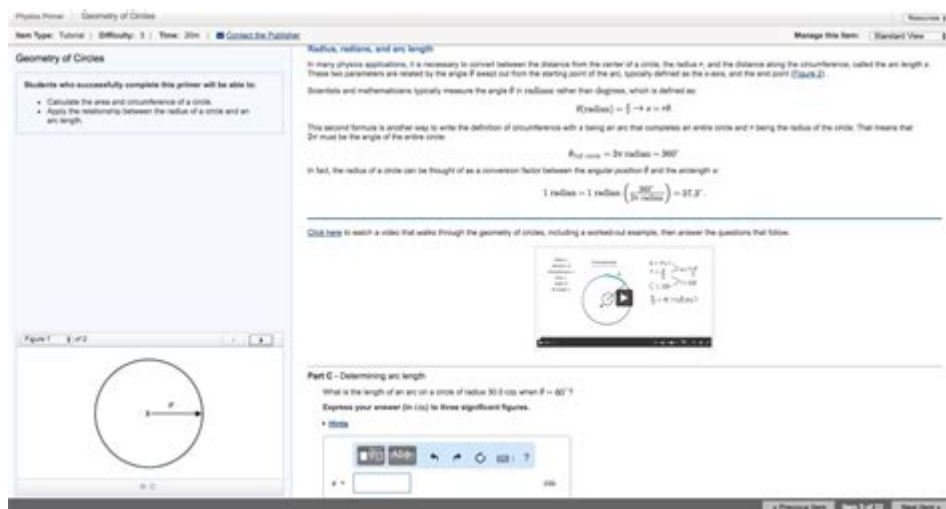 Physics Primer Geometry of Circles
Resources
Item Type: Tutorial | Difficulty: 3 | Time: 20m | Contact the Publisher Manage this Item: Standard View
Geometry of Circles
Students who successfully complete this primer will be able to:
• Calculate the area and circumference of a circle.
• Apply the relationship between the radius of a circle and an
arc length.
Radius, radians, and arc length
In many physics applications, it is necessary to convert between the distance from the center of a circle, the radius r, and the distance along the circumference, called the arc length s.
These two parameters are related by the angle θ swept out from the starting point of the arc, typically defined as the x-axis, and the end point (Figure 2).
Scientists and mathematicians typically measure the angle θ in radians rather than degrees, which is defined as:
θ(radian) = s/r → s = rθ.
This second formula is another way to write the definition of circumference with s being an arc that completes an entire circle and r being the radius of the circle. That means that
2π must be the angle of the entire circle:
θfull circle = 2π radian = 360°
In fact, the radius of a circle can be thought of as a conversion factor between the angular position θ and the arclength s:
1 radian = 1 radian (360°/2π radian) = 57.3°.
Click here to watch a video that walks through the geometry of circles, including a worked-out example, then answer the questions that follow.
Figure 1 of 2
r
Part C - Determining arc length
What is the length of an arc on a circle of radius 30.0 cm when θ = 60°?
Express your answer (in cm) to three significant figures.
Hints
ΑΣφ
?
s = cm
« Previous Item Next Item »